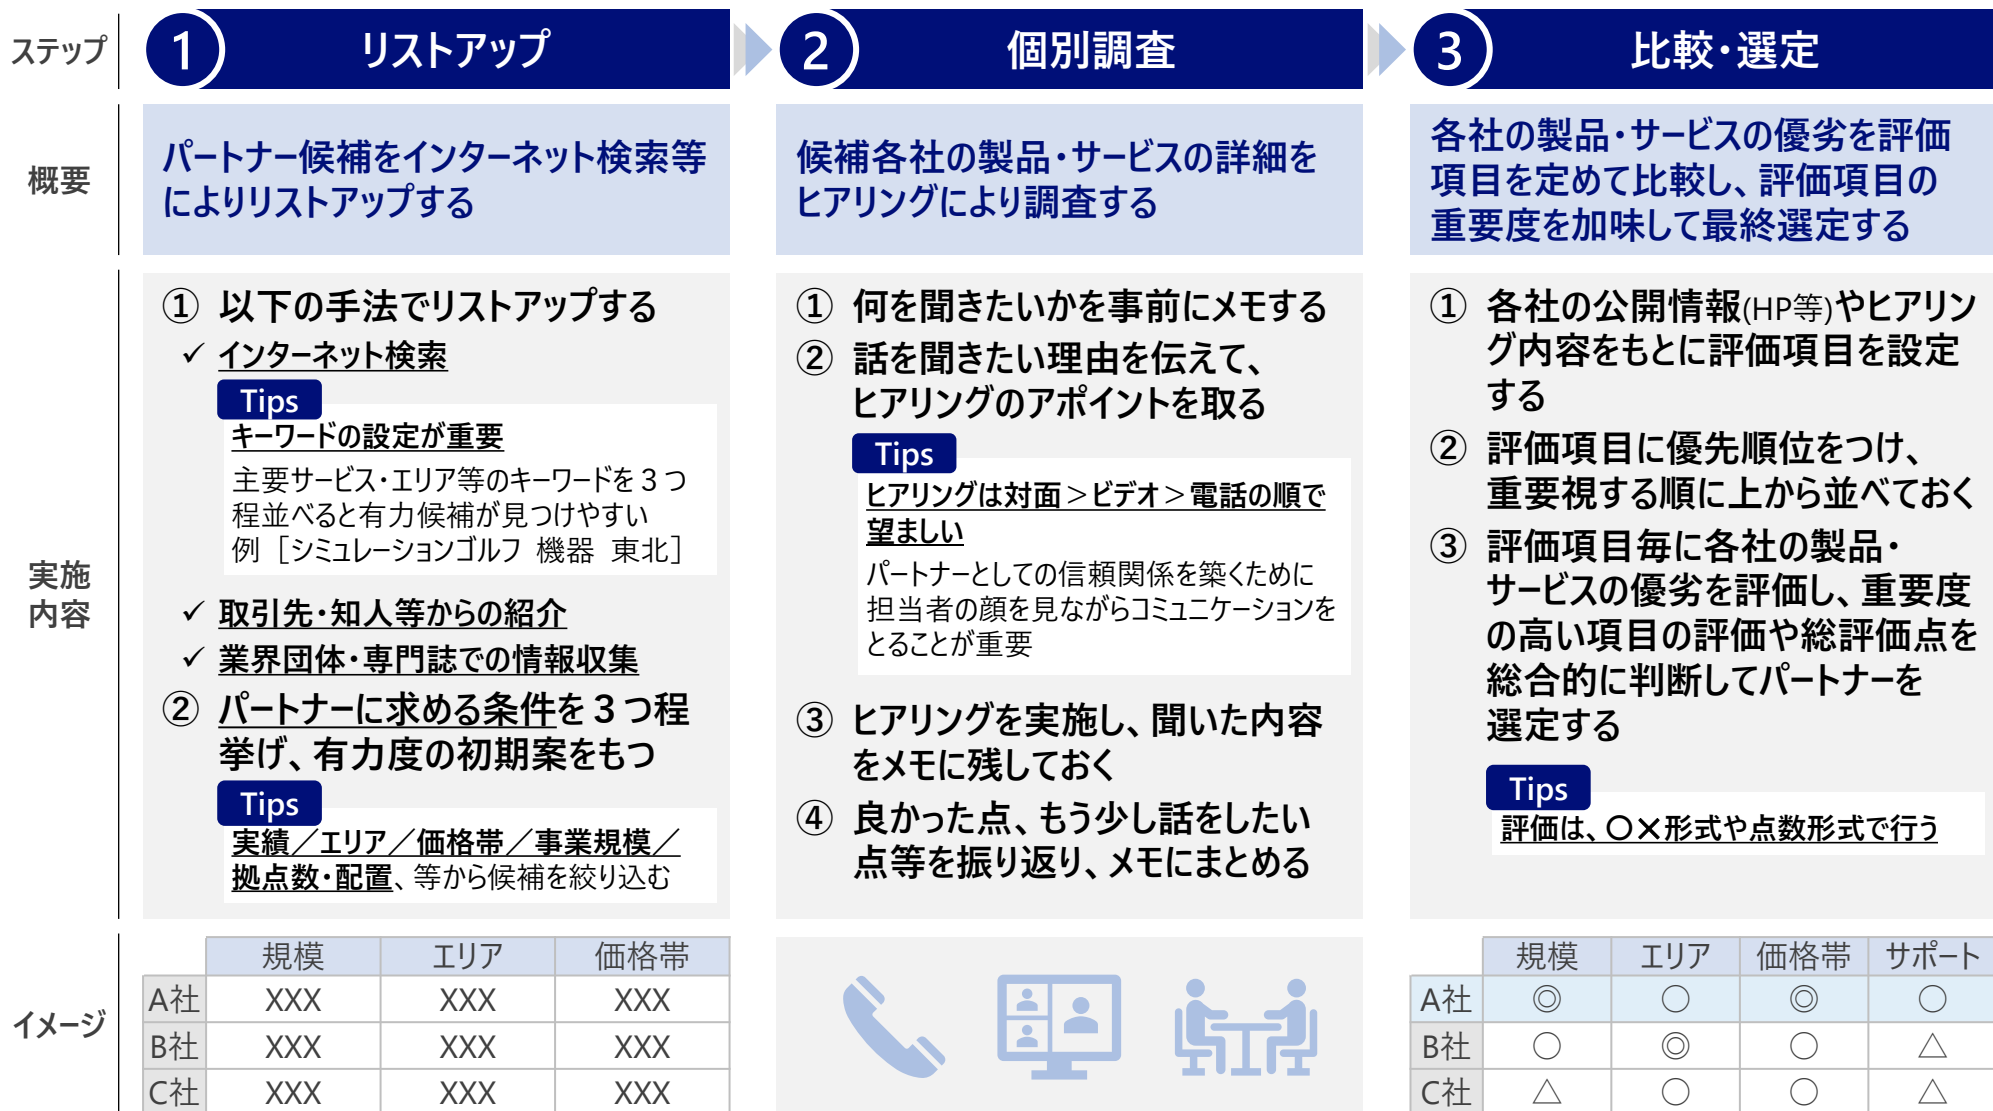 ステップ
1
リストアップ
2
個別調査
3
比較・選定
概要
パートナー候補をインターネット検索等
によりリストアップする
候補各社の製品・サービスの詳細を
ヒアリングにより調査する
各社の製品・サービスの優劣を評価
項目を定めて比較し、評価項目の
重要度を加味して最終選定する
実施
内容
① 以下の手法でリストアップする
✓ インターネット検索
Tips
キーワードの設定が重要
主要サービス・エリア等のキーワードを３つ
程並べると有力候補が見つけやすい
例［シミュレーションゴルフ 機器 東北］
✓ 取引先・知人等からの紹介
✓ 業界団体・専門誌での情報収集
② パートナーに求める条件を３つ程
挙げ、有力度の初期案をもつ
Tips
実績／エリア／価格帯／事業規模／
拠点数・配置、等から候補を絞り込む
① 何を聞きたいかを事前にメモする
② 話を聞きたい理由を伝えて、
ヒアリングのアポイントを取る
Tips
ヒアリングは対面＞ビデオ＞電話の順で
望ましい
パートナーとしての信頼関係を築くために
担当者の顔を見ながらコミュニケーションを
とることが重要
③ ヒアリングを実施し、聞いた内容
をメモに残しておく
④ 良かった点、もう少し話をしたい
点等を振り返り、メモにまとめる
① 各社の公開情報(HP等)やヒアリン
グ内容をもとに評価項目を設定
する
② 評価項目に優先順位をつけ、
重要視する順に上から並べておく
③ 評価項目毎に各社の製品・
サービスの優劣を評価し、重要度
の高い項目の評価や総評価点を
総合的に判断してパートナーを
選定する
Tips
評価は、〇✕形式や点数形式で行う
イメージ
規模 エリア 価格帯
A社 XXX XXX XXX
B社 XXX XXX XXX
C社 XXX XXX XXX
規模 エリア 価格帯 サポート
A社 ◎ ○ ◎ ○
B社 ○ ◎ ○ △
C社 △ ○ ○ △